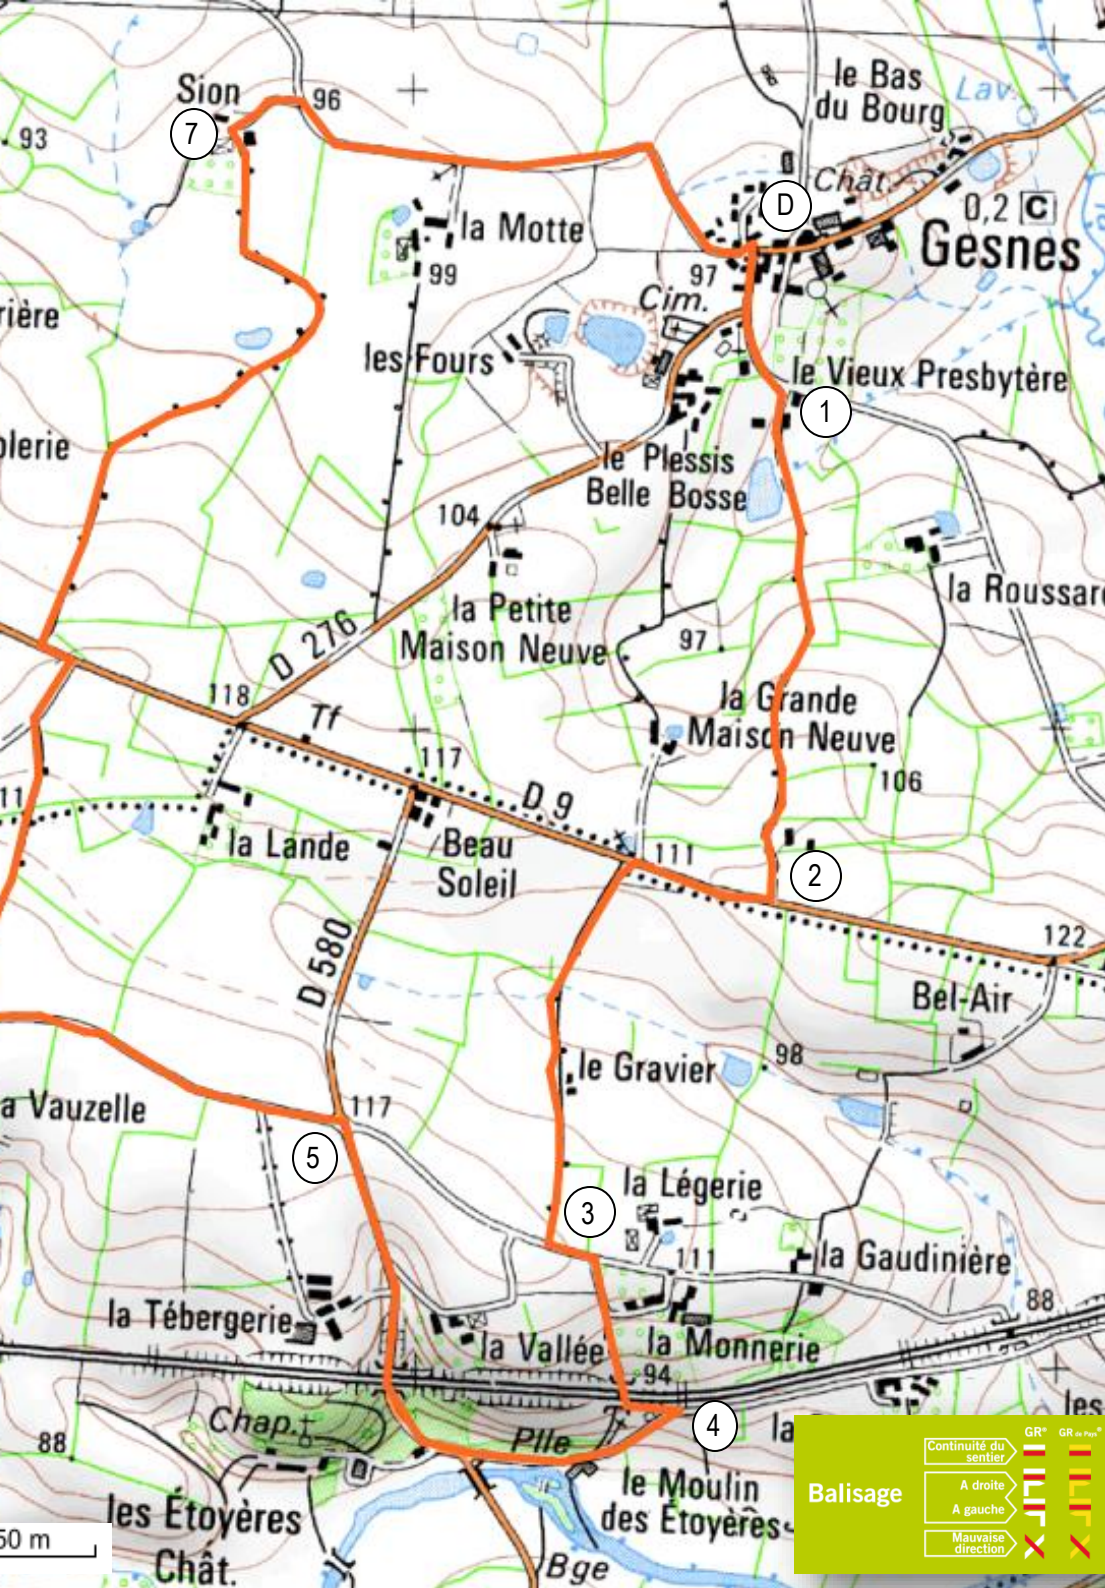 Sion
96
7
93
le Bas
du Bourg
Lav.
Chât.
D
0,2 C
Gesnes
la Motte
99
97
Cim.
rière
les Fours
le Vieux Presbytère
1
olerie
le Plessis
Belle Bosse
104
la Petite
Maison Neuve
la Roussar
D 276
97
118
Tf
la Grande
Maison Neuve
117
106
11
D 9
la Lande
Beau
Soleil
111
2
D 580
122
Bel-Air
le Gravier
98
a Vauzelle
117
5
la Légerie
3
111
la Gaudinière
88
la Tébergerie
la Vallée
la Monnerie
94
les
Chap.
4
la
88
Plle
le Moulin
des Étoyères
les Étoyères
Chât.
Bge
50 m
Balisage
GR®
GR de Pays®
Continuité du
sentier
A droite
A gauche
Mauvaise
direction